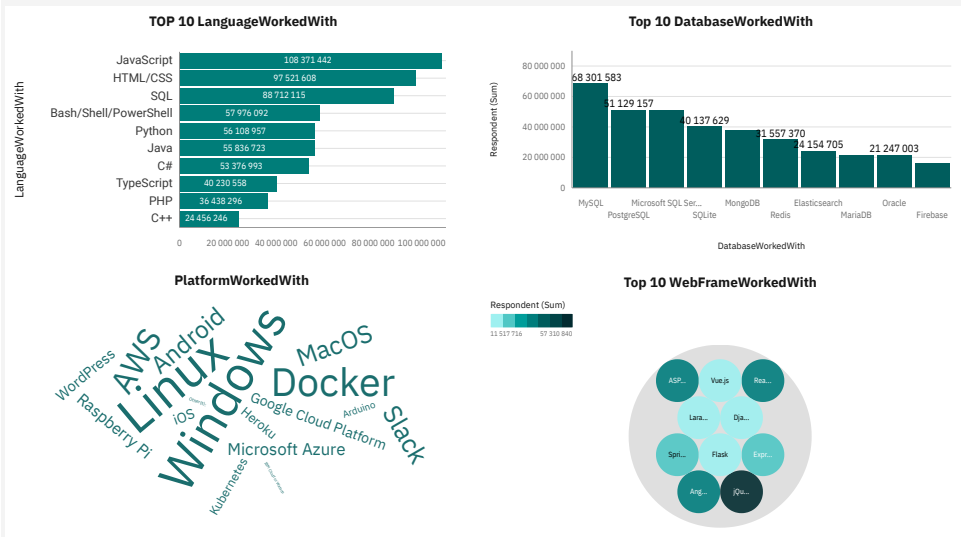 TOP 10 LanguageWorkedWith
LanguageWorkedWith
JavaScript 108 371 442
HTML/CSS 97 521 608
SQL 88 712 115
Bash/Shell/PowerShell 57 976 092
Python 56 108 957
Java 55 836 723
C# 53 376 993
TypeScript 40 230 558
PHP 36 438 296
C++ 24 456 246
0 20 000 000 40 000 000 60 000 000 80 000 000 100 000 000
Top 10 DatabaseWorkedWith
Respondent (Sum)
80 000 000
60 000 000
40 000 000
20 000 000
0
68 301 583
51 129 157
40 137 629
31 557 370
24 154 705
21 247 003
MySQL Microsoft SQL Ser... MongoDB Elasticsearch Oracle
PostgreSQL SQLite Redis MariaDB Firebase
DatabaseWorkedWith
PlatformWorkedWith
WordPress
AWS
Android
Linux
Windows
MacOS
Docker
Raspberry Pi
iOS
Heroku
Google Cloud Platform
Arduino
Slack
Microsoft Azure
Kubernetes
Top 10 WebFrameWorkedWith
Respondent (Sum)
11 517 716 57 310 840
ASP... Vue.js Rea...
Lara... Dja...
Spri... Flask Expr...
Ang... jQu...